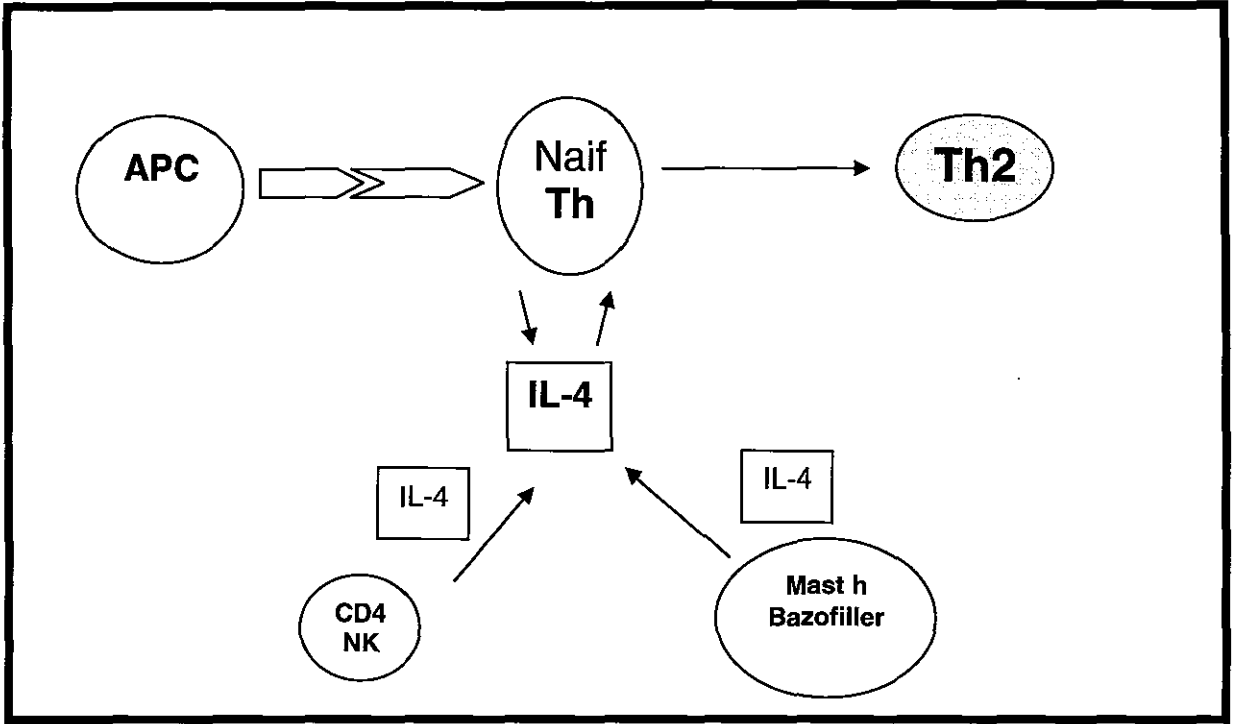 APC
Naif
Th
Th2
IL-4
IL-4
IL-4
CD4
NK
Mast h
Bazofiller